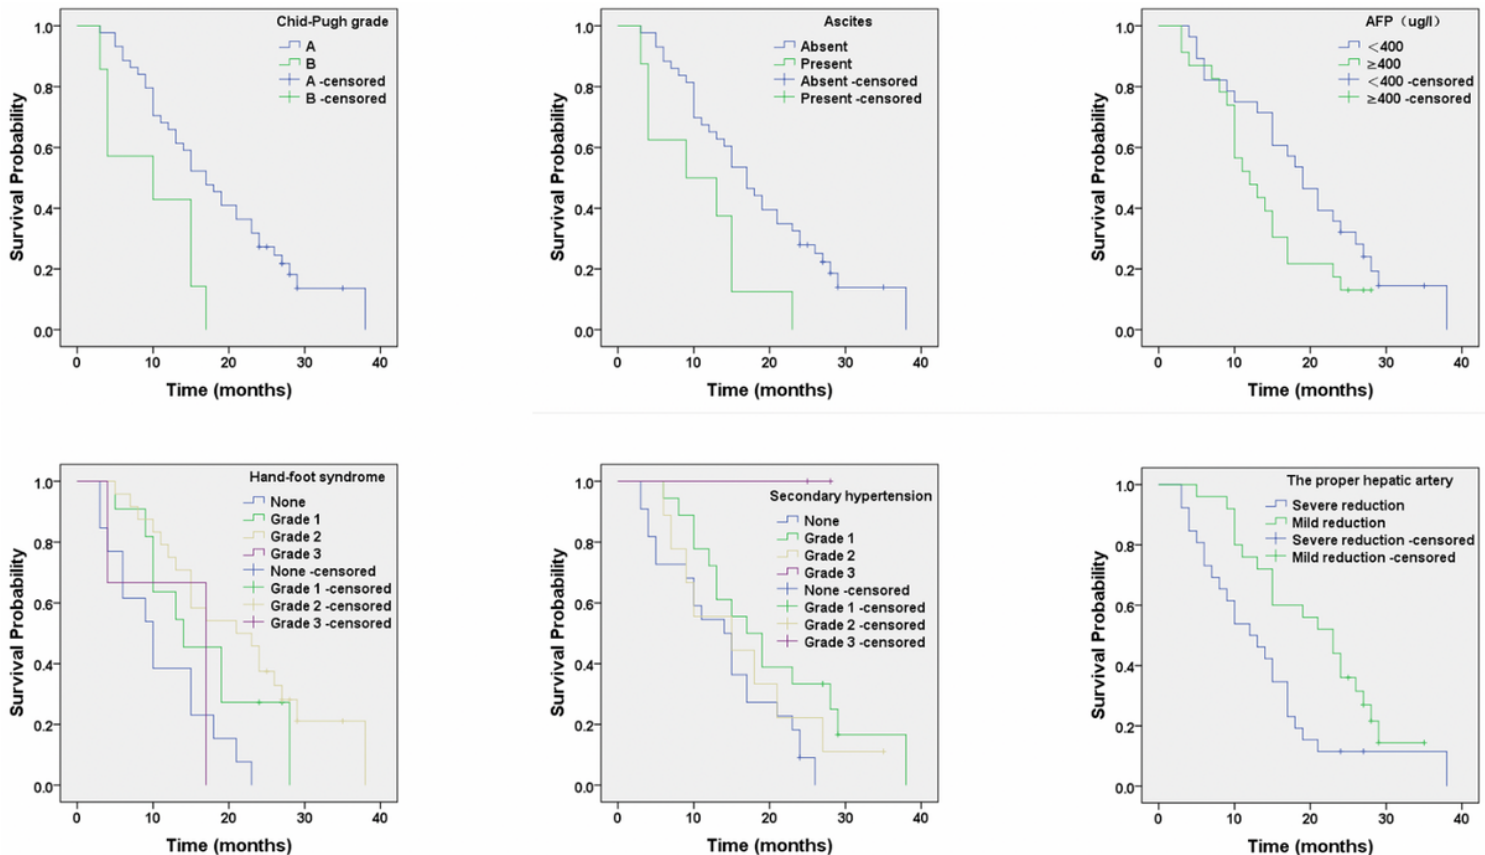 Chid-Pugh grade
A
B
A -censored
B -censored
1.0
0.8
0.6
0.4
0.2
0.0
Survival Probability
0 10 20 30 40
Time (months)
Ascites
Absent
Present
Absent -censored
Present -censored
1.0
0.8
0.6
0.4
0.2
0.0
Survival Probability
0 10 20 30 40
Time (months)
AFP（ug/l）
<400
≥400
<400 -censored
≥400 -censored
1.0
0.8
0.6
0.4
0.2
0.0
Survival Probability
0 10 20 30 40
Time (months)
Hand-foot syndrome
None
Grade 1
Grade 2
Grade 3
None -censored
Grade 1 -censored
Grade 2 -censored
Grade 3 -censored
1.0
0.8
0.6
0.4
0.2
0.0
Survival Probability
0 10 20 30 40
Time (months)
Secondary hypertension
None
Grade 1
Grade 2
Grade 3
None -censored
Grade 1 -censored
Grade 2 -censored
Grade 3 -censored
1.0
0.8
0.6
0.4
0.2
0.0
Survival Probability
0 10 20 30 40
Time (months)
The proper hepatic artery
Severe reduction
Mild reduction
Severe reduction -censored
Mild reduction -censored
1.0
0.8
0.6
0.4
0.2
0.0
Survival Probability
0 10 20 30 40
Time (months)